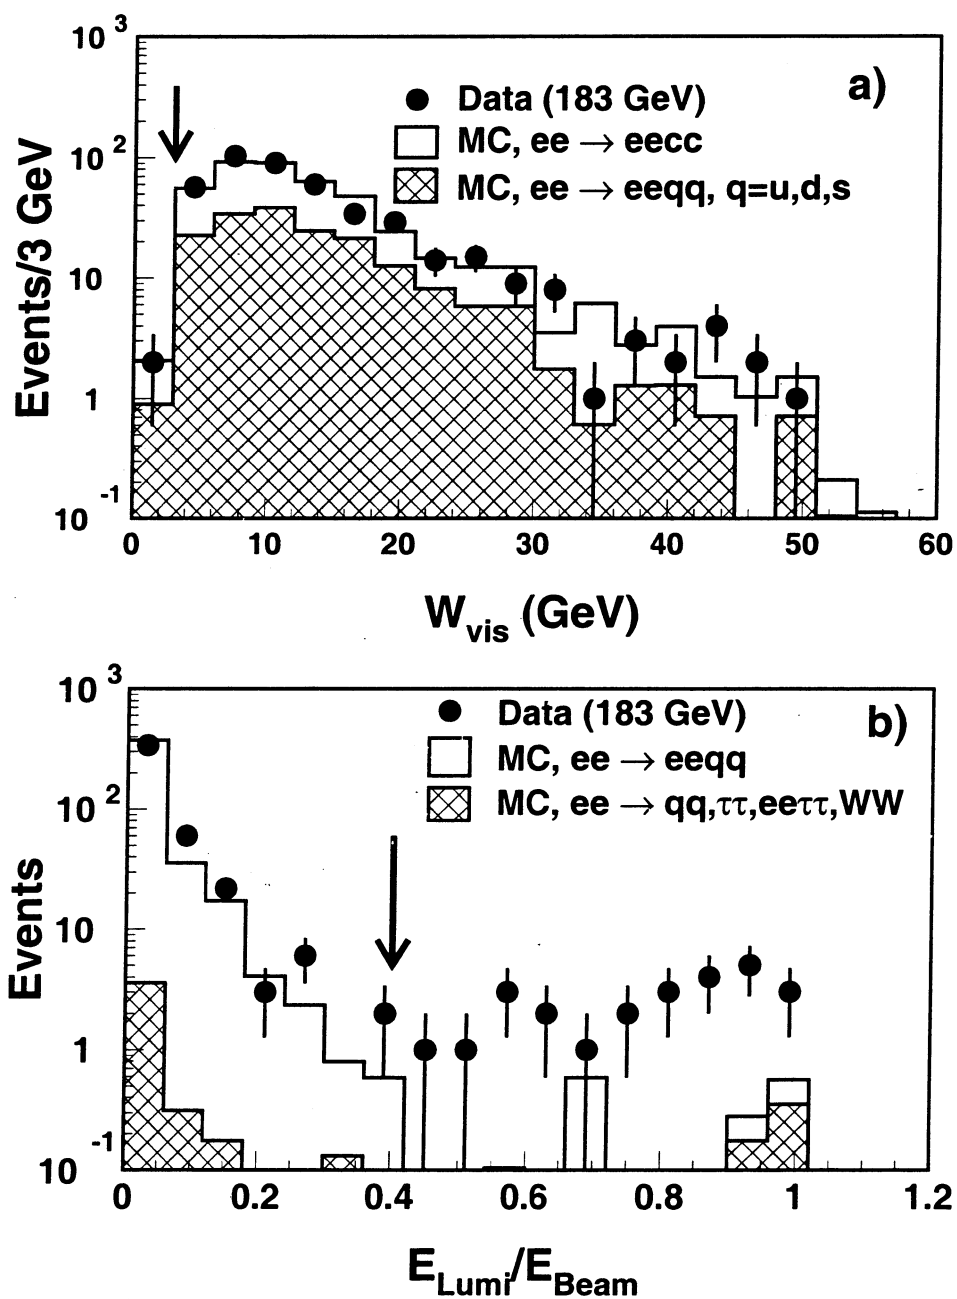 10 3
a)
Data (183 GeV)
MC, ee → eecc
10 2
MC, ee → eeqq, q=u,d,s
Events/3 GeV
10
1
10 -1
0 10 20 30 40 50 60
Wvis (GeV)
10 3
Data (183 GeV)
b)
MC, ee → eeqq
MC, ee → qq,ττ,eeττ,WW
10 2
Events
10
1
10 -1
0 0.2 0.4 0.6 0.8 1 1.2
ELumi/EBeam